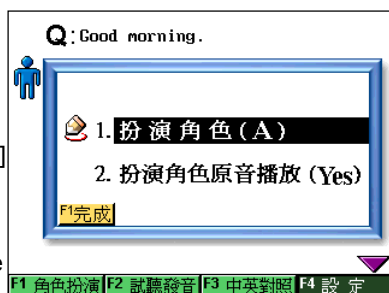 Q:Good morning.
1. 扮演角色(A)
2. 扮演角色原音播放 (Yes)
F1完成
F1 角色扮演 F2 試聽發音 F3 中英對照 F4 設 定